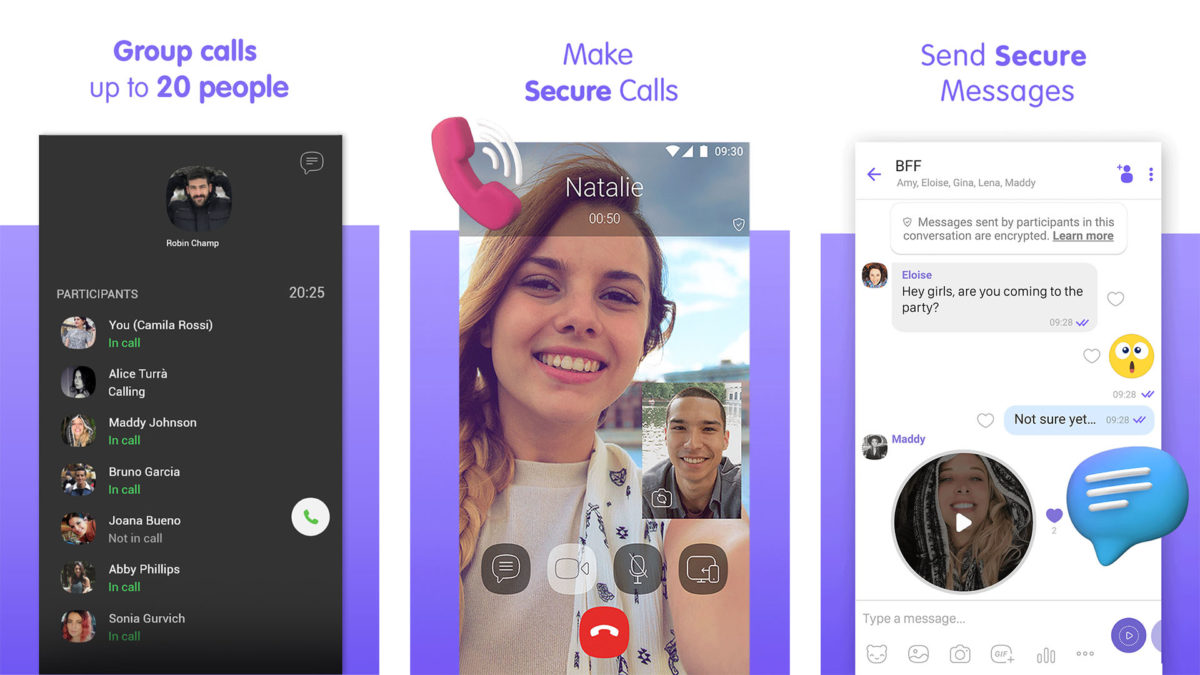 Group calls
up to 20 people
Robin Champ
PARTICIPANTS 20:25
You (Camila Rossi)
In call
Alice Turrà
Calling
Maddy Johnson
In call
Bruno Garcia
In call
Joana Bueno
Not in call
Abby Phillips
In call
Sonia Gurvich
In call
Make
Secure Calls
09:30
Natalie
00:50
Send Secure
Messages
BFF
Amy, Eloise, Gina, Lena, Maddy
Messages sent by participants in this
conversation are encrypted. Learn more
Eloise
Hey girls, are you coming to the
party?
09:28
09:28
Not sure yet... 09:28
Maddy
2
Type a message...
GIF